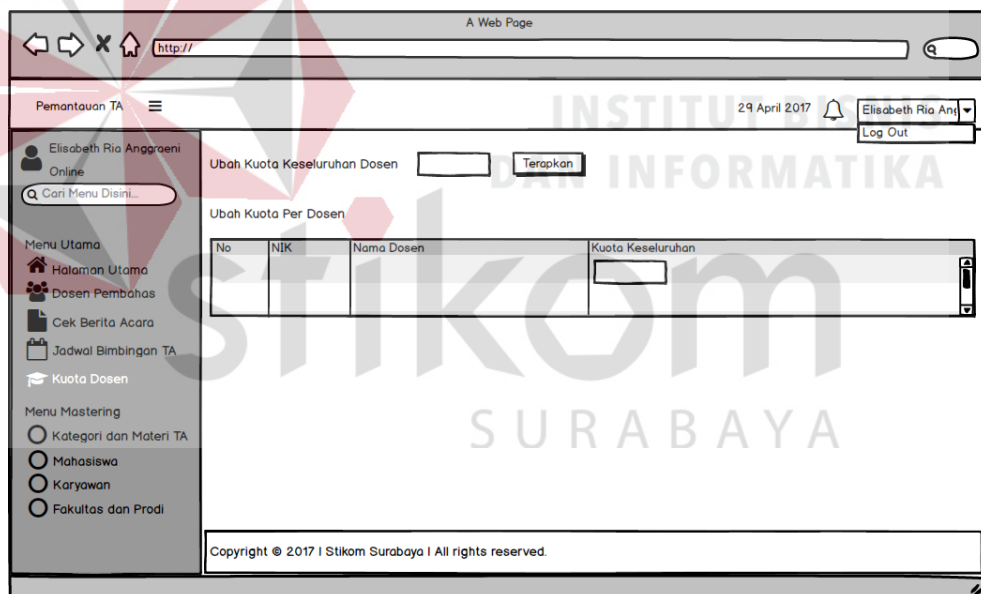 A Web Page
http://
Pemantauan TA
29 April 2017
Elisabeth Ria Ang
Log Out
Elisabeth Ria Anggraeni
Online
Cari Menu Disini...
Menu Utama
Halaman Utama
Dosen Pembahas
Cek Berita Acara
Jadwal Bimbingan TA
Kuota Dosen
Menu Mastering
Kategori dan Materi TA
Mahasiswa
Karyawan
Fakultas dan Prodi
Ubah Kuota Keseluruhan Dosen
Terapkan
Ubah Kuota Per Dosen
No NIK Nama Dosen Kuota Keseluruhan
Copyright © 2017 | Stikom Surabaya | All rights reserved.
INSTITUT BISNIS
DAN INFORMATIKA
stikom
SURABAYA